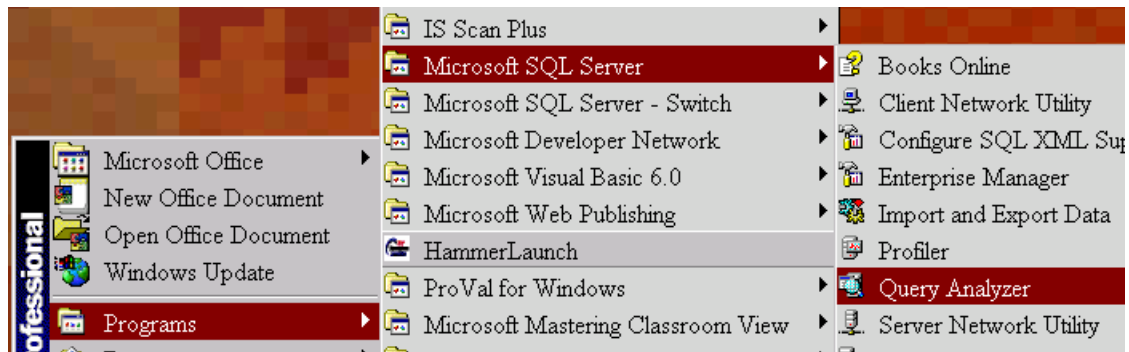 Microsoft Office
New Office Document
Open Office Document
Windows Update
Programs
ofessional
IS Scan Plus
Microsoft SQL Server
Microsoft SQL Server - Switch
Microsoft Developer Network
Microsoft Visual Basic 6.0
Microsoft Web Publishing
HammerLaunch
ProVal for Windows
Microsoft Mastering Classroom View
Books Online
Client Network Utility
Configure SQL XML Sup
Enterprise Manager
Import and Export Data
Profiler
Query Analyzer
Server Network Utility